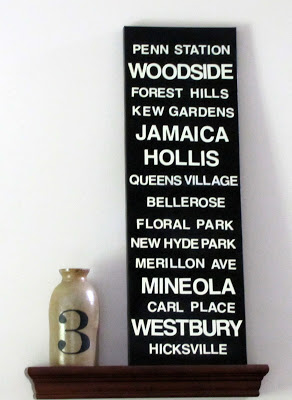 PENN STATION
WOODSIDE
FOREST HILLS
KEW GARDENS
JAMAICA
HOLLIS
QUEENS VILLAGE
BELLEROSE
FLORAL PARK
NEW HYDE PARK
MERILLON AVE
MINEOLA
CARL PLACE
WESTBURY
HICKSVILLE
3